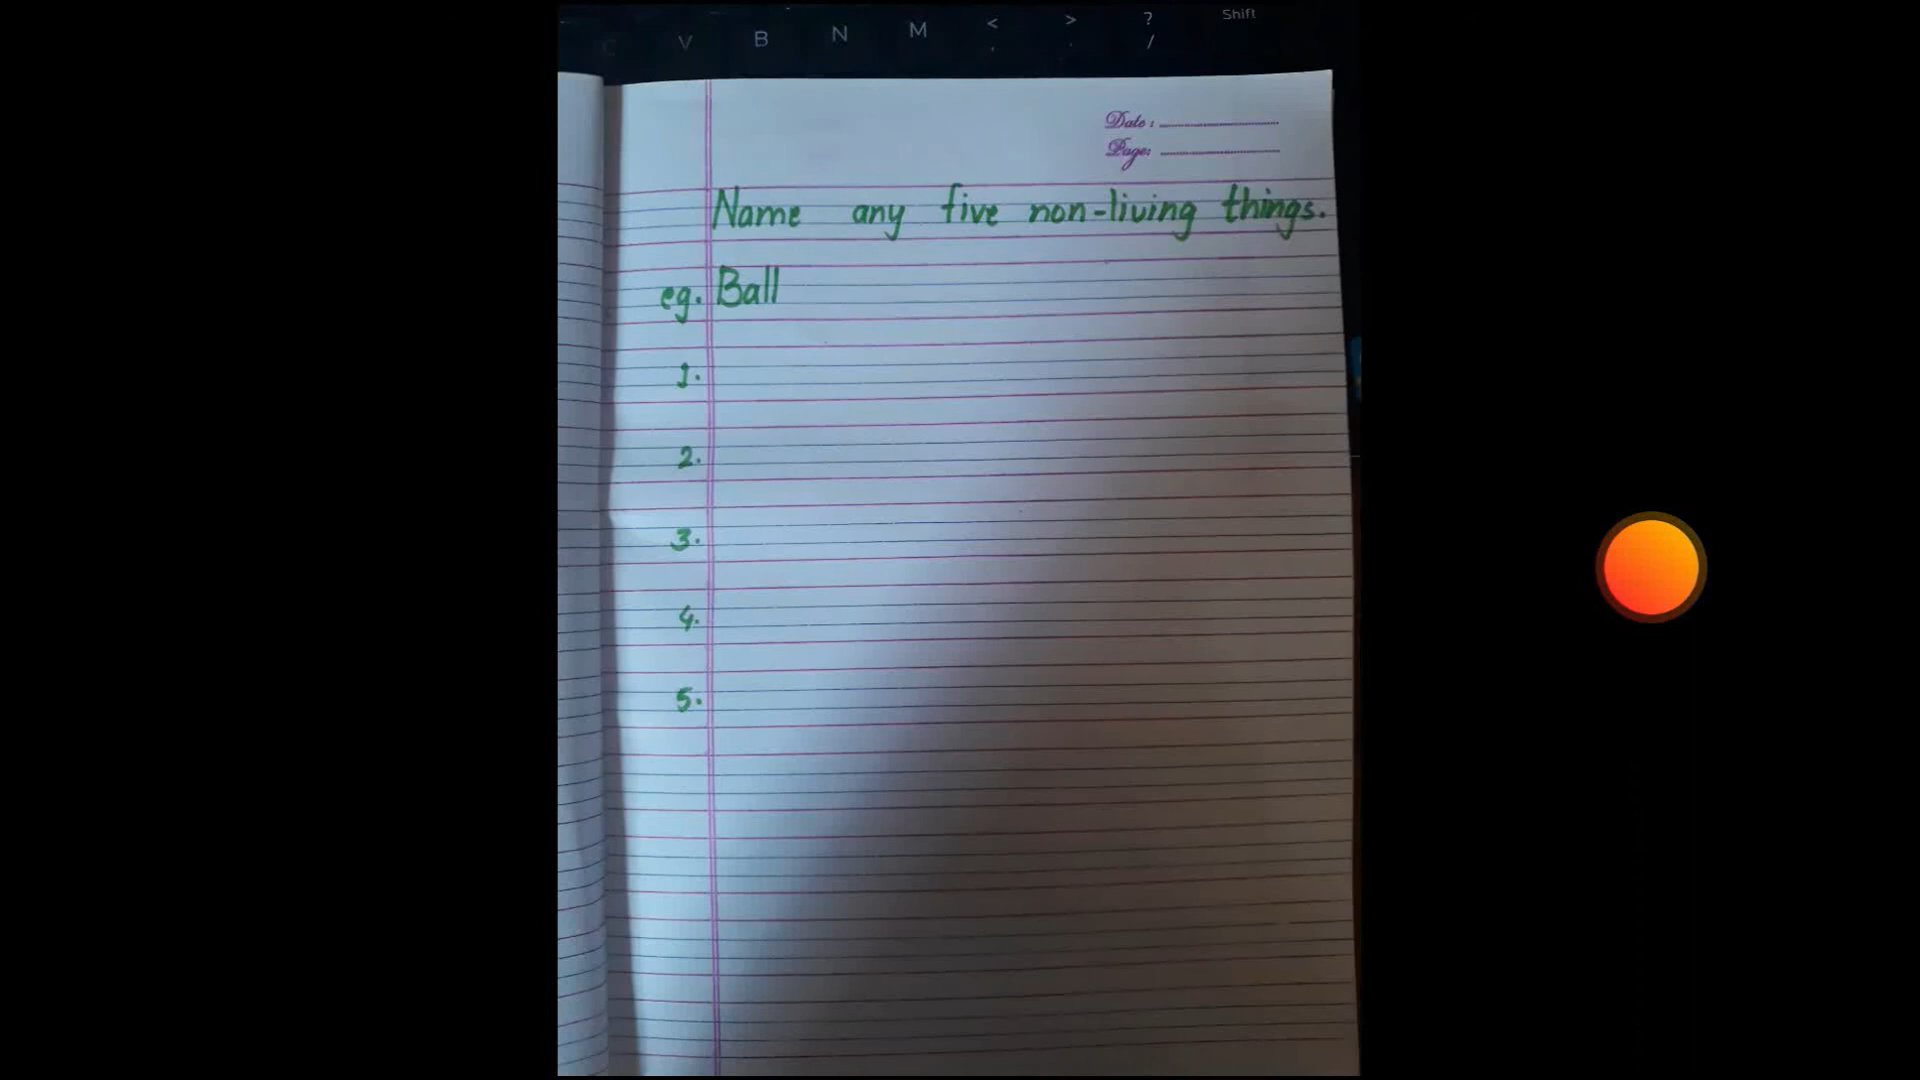 C V B N M < > ? Shift
, . /
Date :
Page:
Name any five non-living things.
eg. Ball
1.
2.
3.
4.
5.